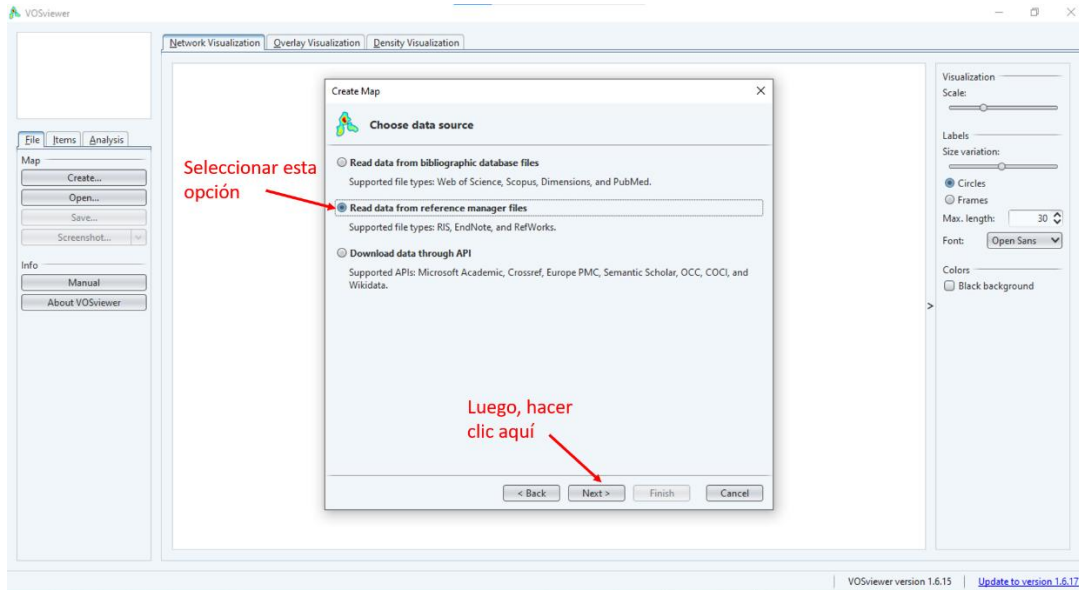 VOSviewer
Network Visualization Overlay Visualization Density Visualization
File Items Analysis
Map
Create...
Open...
Save...
Screenshot...
Info
Manual
About VOSviewer
Seleccionar esta
opción
Create Map
Choose data source
Read data from bibliographic database files
Supported file types: Web of Science, Scopus, Dimensions, and PubMed.
Read data from reference manager files
Supported file types: RIS, EndNote, and RefWorks.
Download data through API
Supported APIs: Microsoft Academic, Crossref, Europe PMC, Semantic Scholar, OCC, COCI, and
Wikidata.
Luego, hacer
clic aquí
< Back Next > Finish Cancel
Visualization
Scale:
Labels
Size variation:
Circles
Frames
Max. length: 30
Font: Open Sans
Colors
Black background
>
VOSviewer version 1.6.15 Update to version 1.6.17